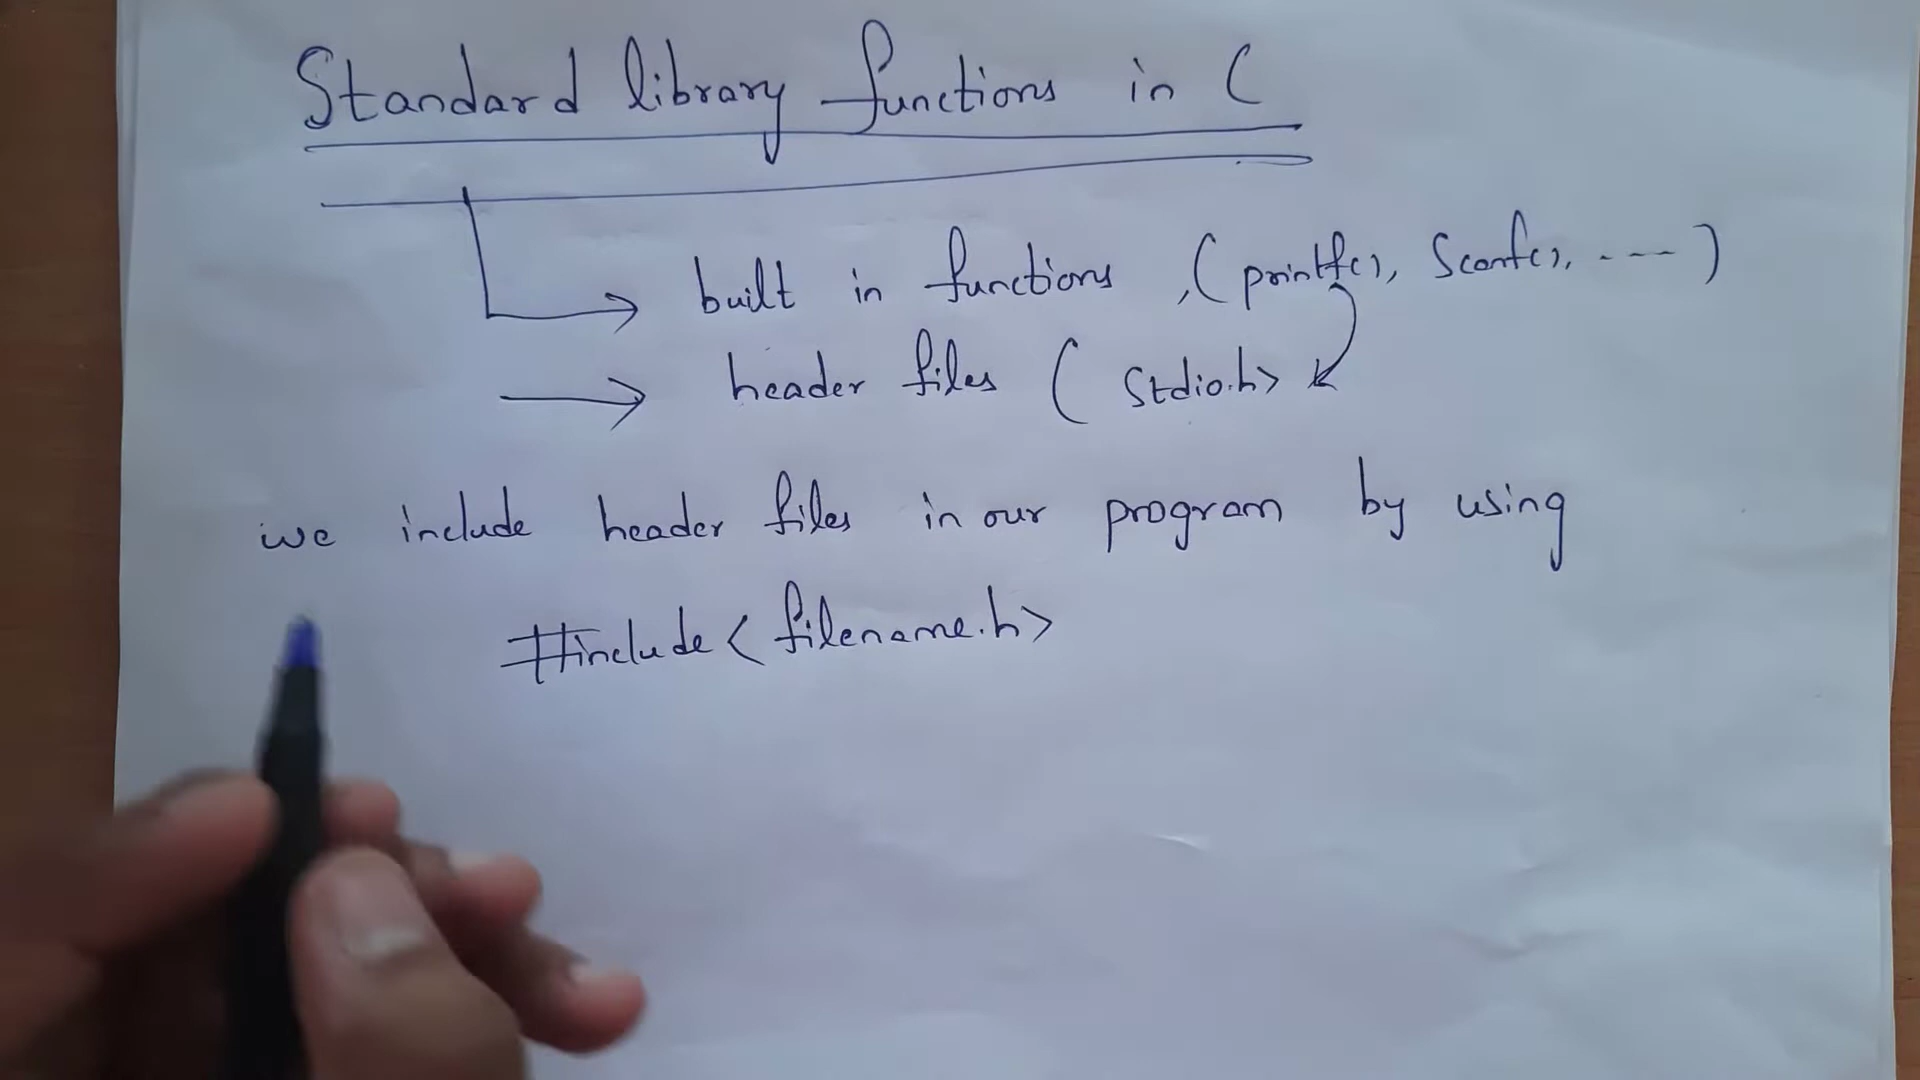 Standard library functions in C
built in functions, (printf(), Scanf(), ----)
header files ( Stdio.h>
we include header files in our program by using
#include< filename.h>